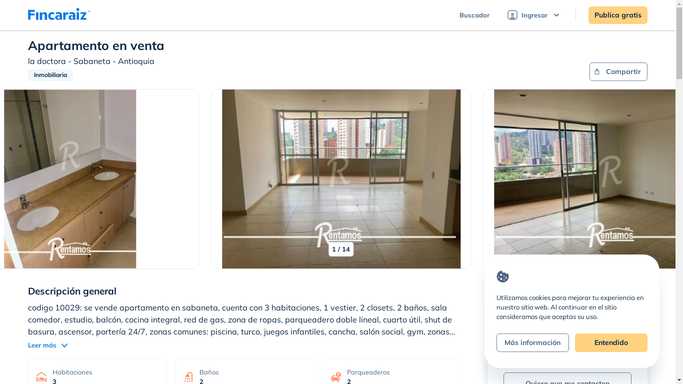 Fincaraiz
Buscador
Ingresar
Publica gratis
Apartamento en venta
la doctora - Sabaneta - Antioquia
Inmobiliaria
Compartir
R
R
R
Rentamos
Rentamos
Rentamos
1 / 14
Descripción general
codigo 10029: se vende apartamento en sabaneta, cuenta con 3 habitaciones, 1 vestier, 2 closets, 2 baños, sala
comedor, estudio, balcón, cocina integral, red de gas, zona de ropas, parqueadero doble lineal, cuarto útil, shut de
basura, ascensor, portería 24/7, zonas comunes: piscina, turco, juegos infantiles, cancha, salón social, gym, zonas...
Leer más
Habitaciones
3
Baños
2
Parqueaderos
2
Utilizamos cookies para mejorar tu experiencia en
nuestro sitio web. Al continuar en el sitio
consideramos que aceptas su uso.
Más información
Entendido
Quiero que me contacten